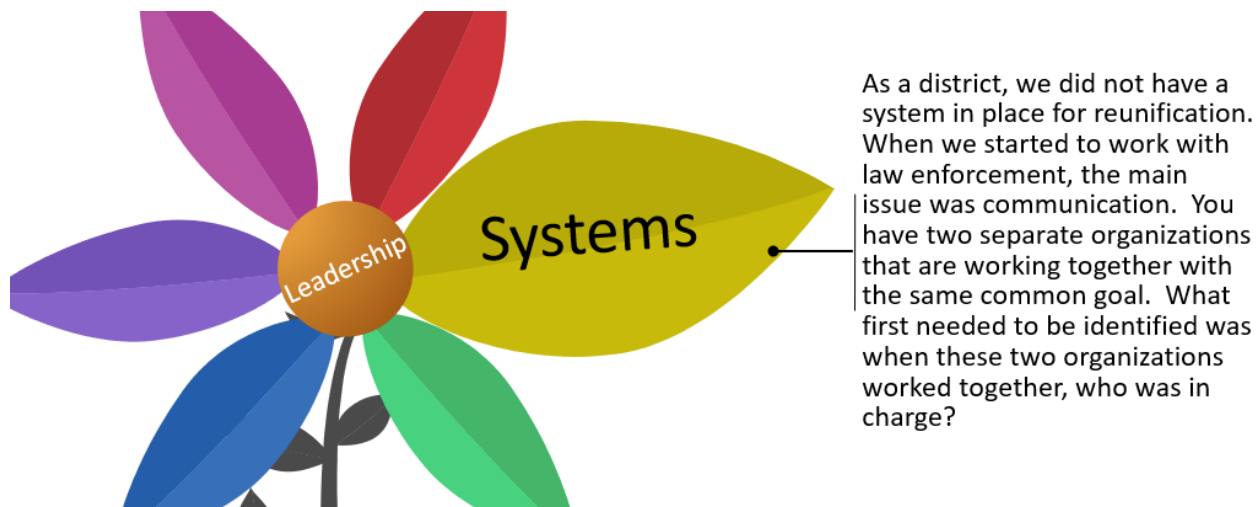 Leadership
Systems
As a district, we did not have a
system in place for reunification.
When we started to work with
law enforcement, the main
issue was communication.  You
have two separate organizations
that are working together with
the same common goal.  What
first needed to be identified was
when these two organizations
worked together, who was in
charge?